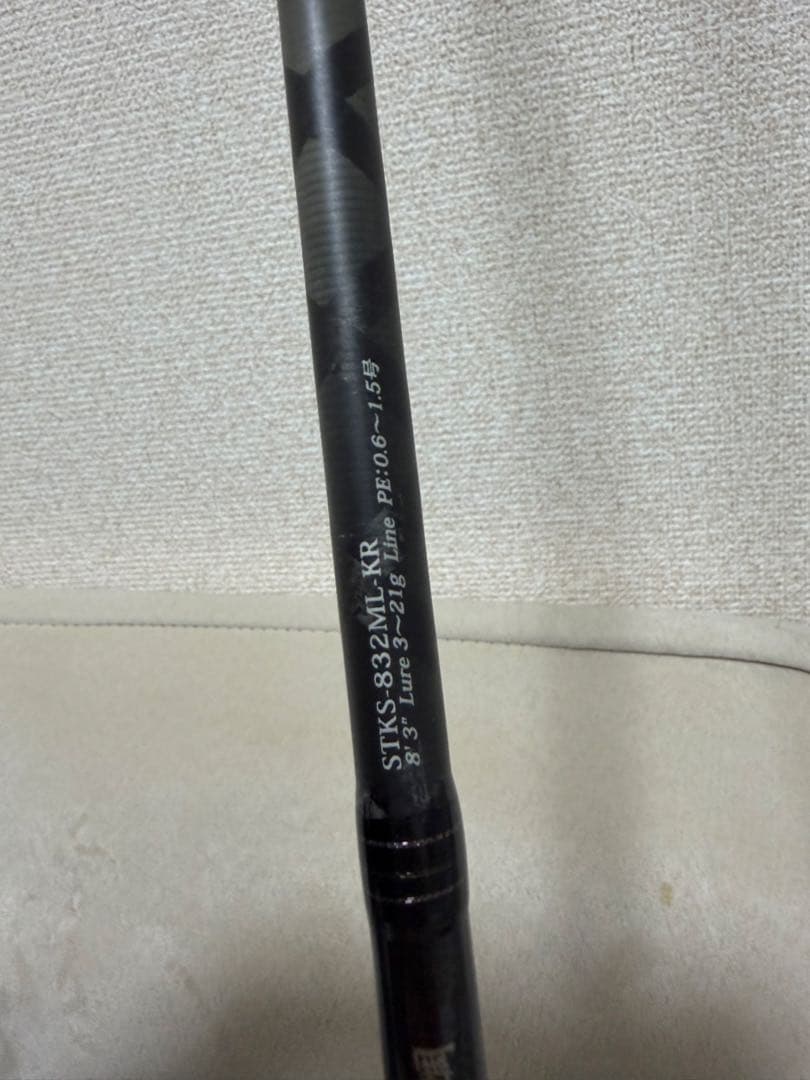 STKS-832ML-KR
8'3" Lure 3～21g Line PE:0.6～1.5号